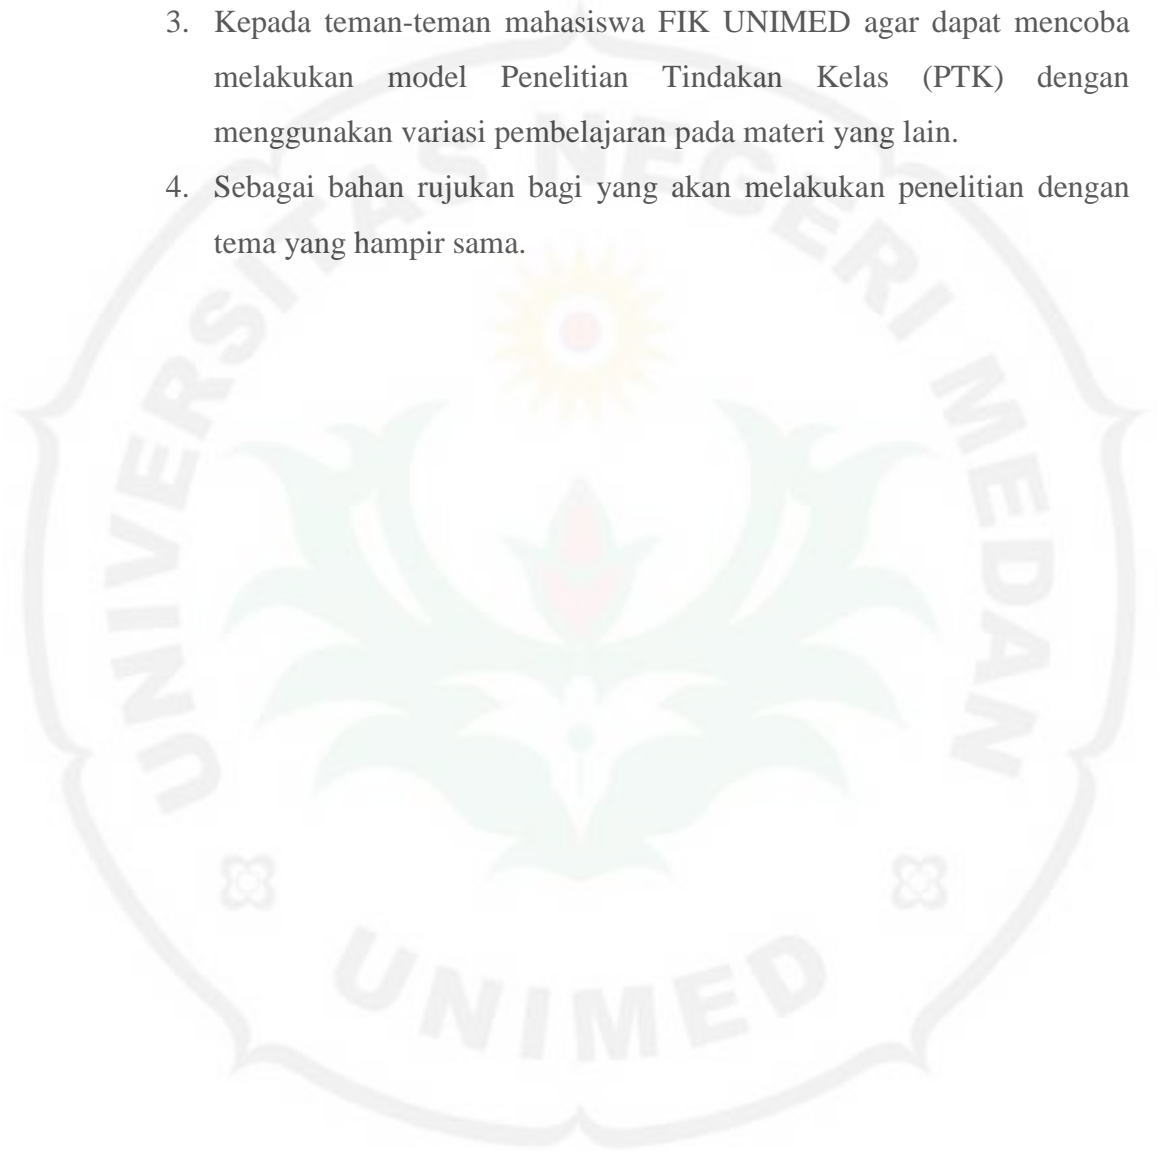 3. Kepada teman-teman mahasiswa FIK UNIMED agar dapat mencoba
melakukan model Penelitian Tindakan Kelas (PTK) dengan
menggunakan variasi pembelajaran pada materi yang lain.
4. Sebagai bahan rujukan bagi yang akan melakukan penelitian dengan
tema yang hampir sama.
UNIVERSITAS NEGERI MEDAN
UNIMED